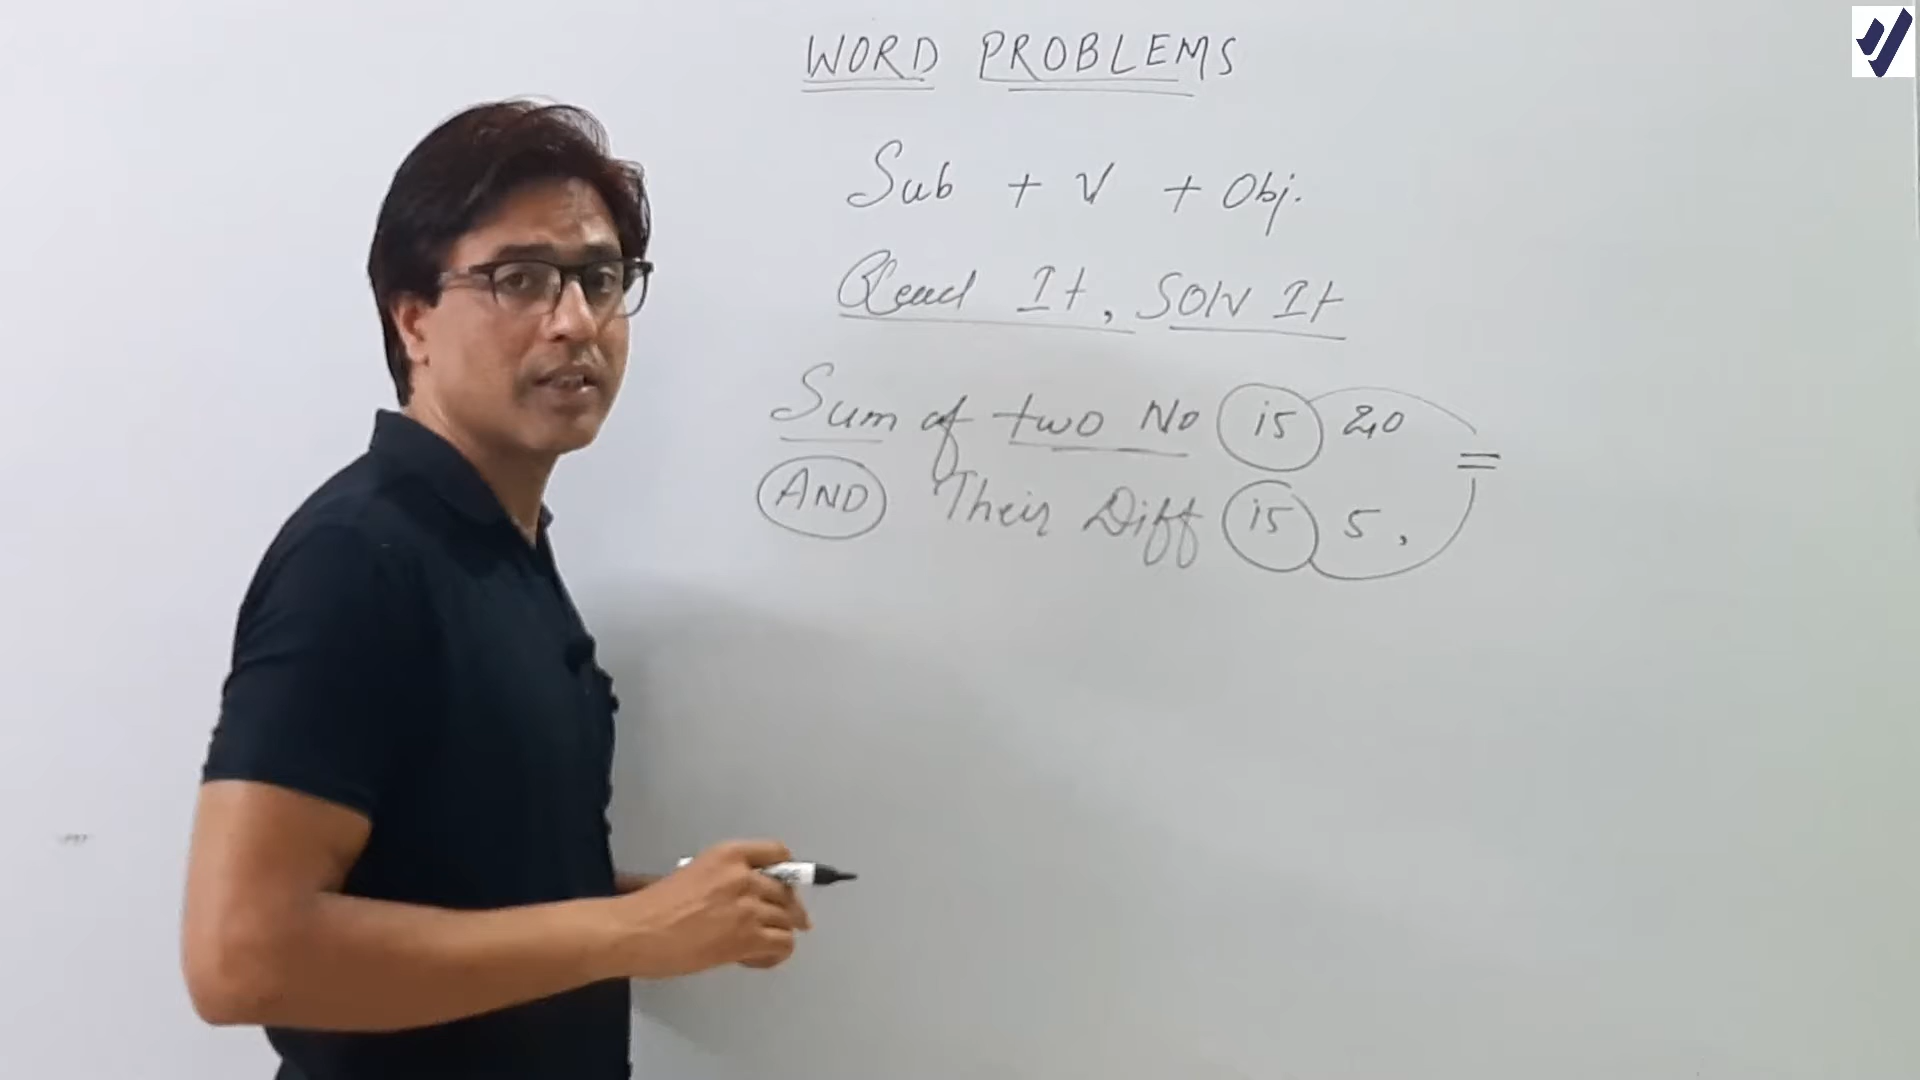 WORD PROBLEMS
Sub + V + Obj.
Read It, SOlV It
Sum of two No is 20
AND Their Diff is 5,
=